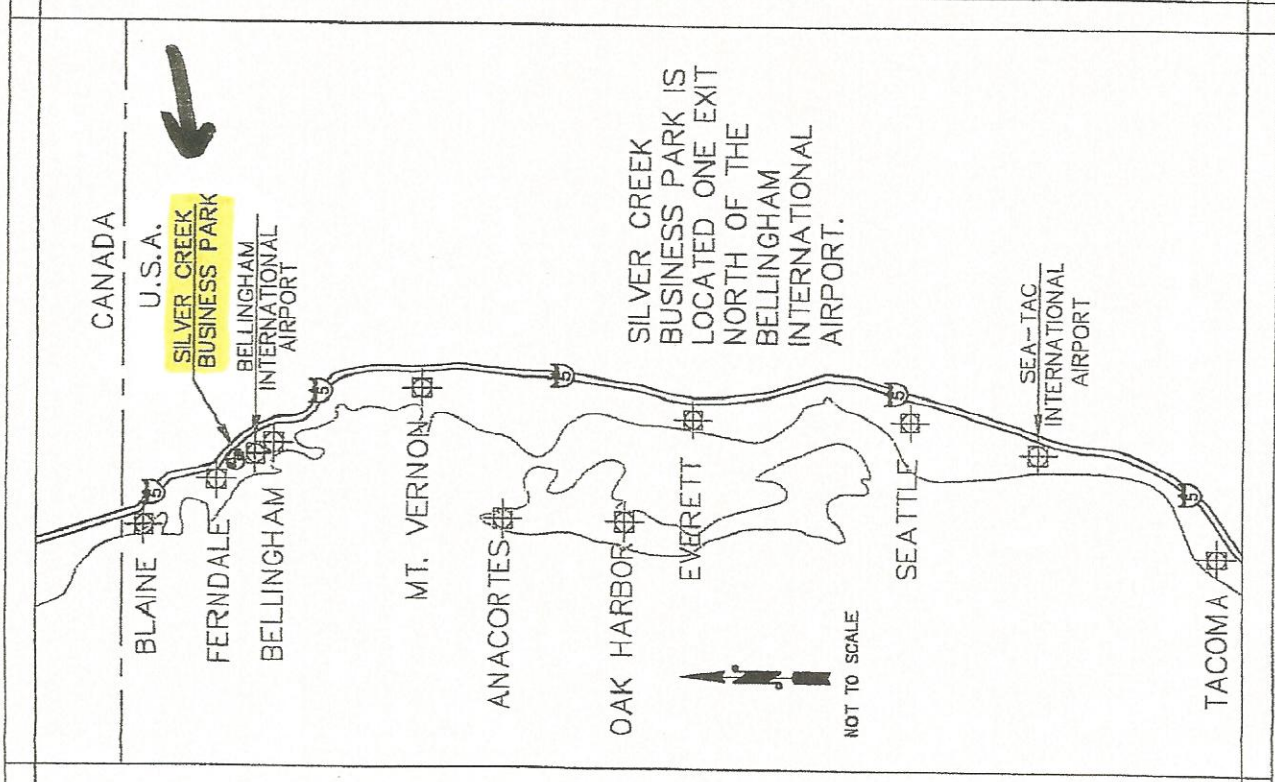 CANADA
U.S.A.
SILVER CREEK
BUSINESS PARK
BELLINGHAM
INTERNATIONAL
AIRPORT
BLAINE
5
FERNDALE
BELLINGHAM
5
MT. VERNON
5
ANACORTES
OAK HARBOR
EVERETT
SILVER CREEK
BUSINESS PARK IS
LOCATED ONE EXIT
NORTH OF THE
BELLINGHAM
INTERNATIONAL
AIRPORT.
NOT TO SCALE
5
SEATTLE
SEA-TAC
INTERNATIONAL
AIRPORT
5
TACOMA